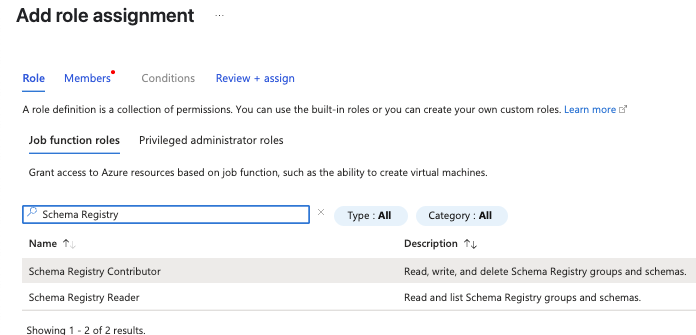 Add role assignment ...
Role Members Conditions Review + assign
A role definition is a collection of permissions. You can use the built-in roles or you can create your own custom roles. Learn more
Job function roles Privileged administrator roles
Grant access to Azure resources based on job function, such as the ability to create virtual machines.
Schema Registry × Type : All Category : All
Name ↑↓ Description ↑↓
Schema Registry Contributor Read, write, and delete Schema Registry groups and schemas.
Schema Registry Reader Read and list Schema Registry groups and schemas.
Showing 1 - 2 of 2 results.